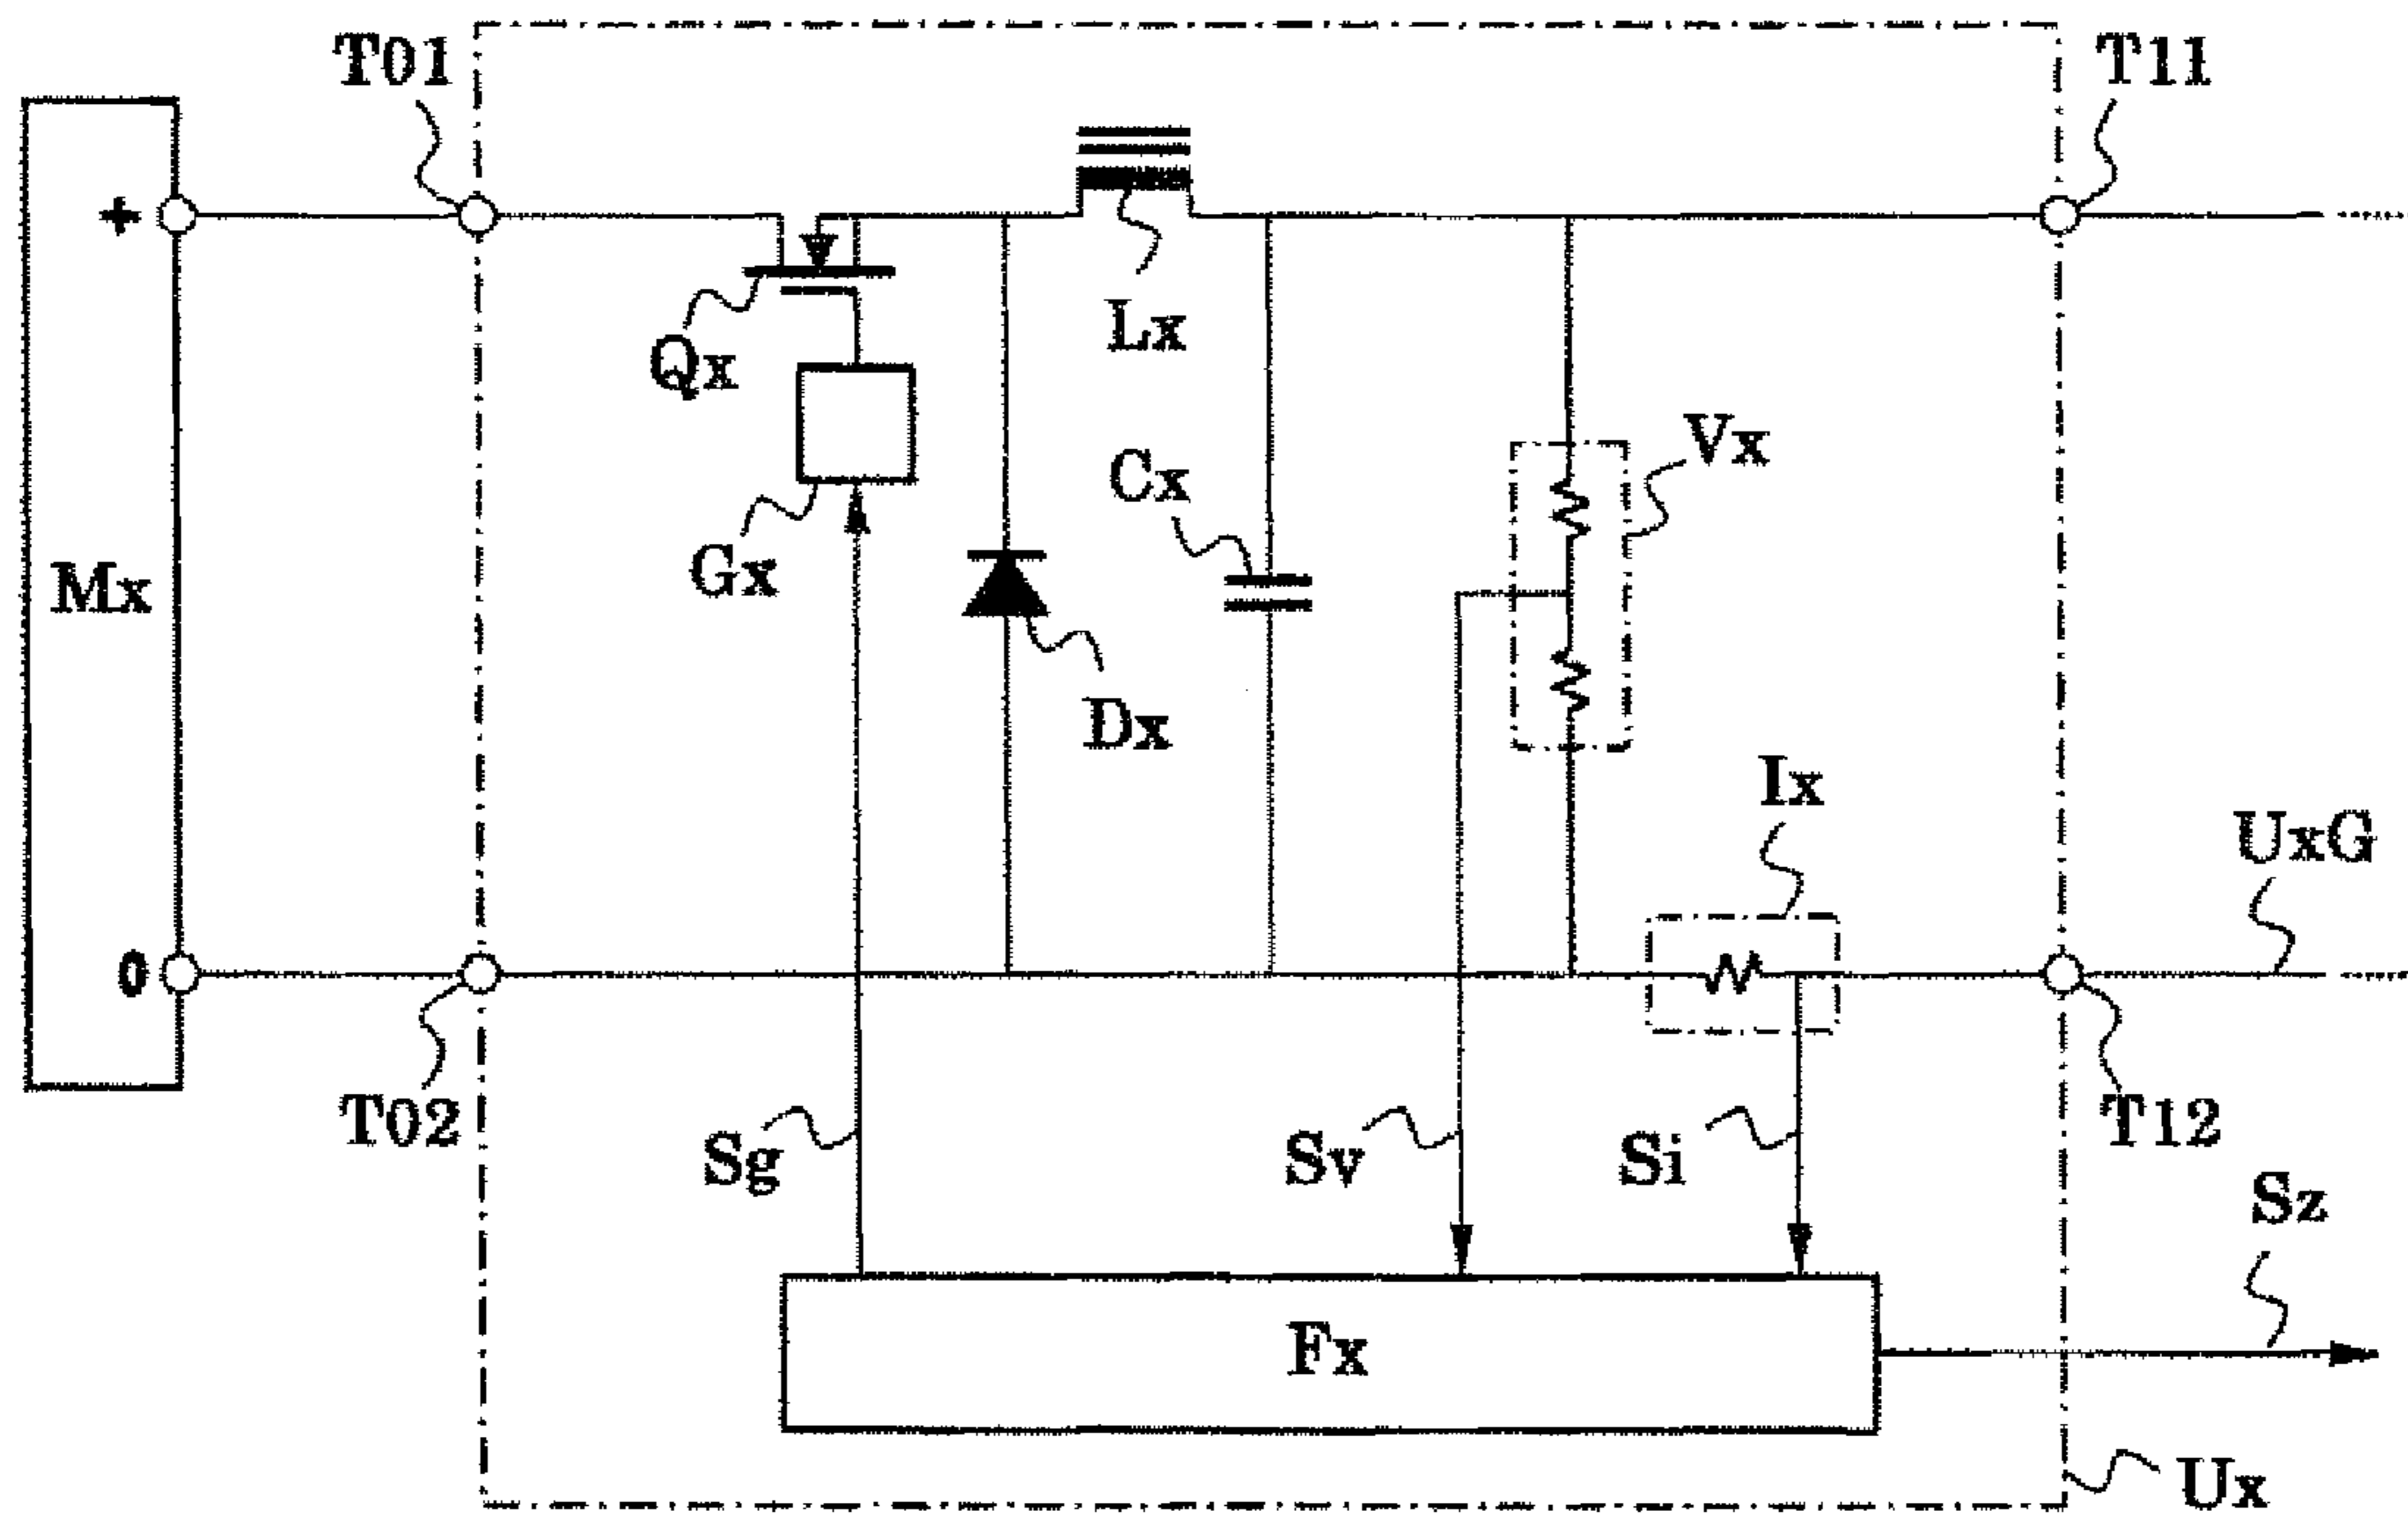 T01
T11
+
Lx
Qx
Vx
Cx
Gx
Mx
Dx
Ix
UxG
0
T02
T12
Sg
Sv
Si
Sz
Fx
Ux